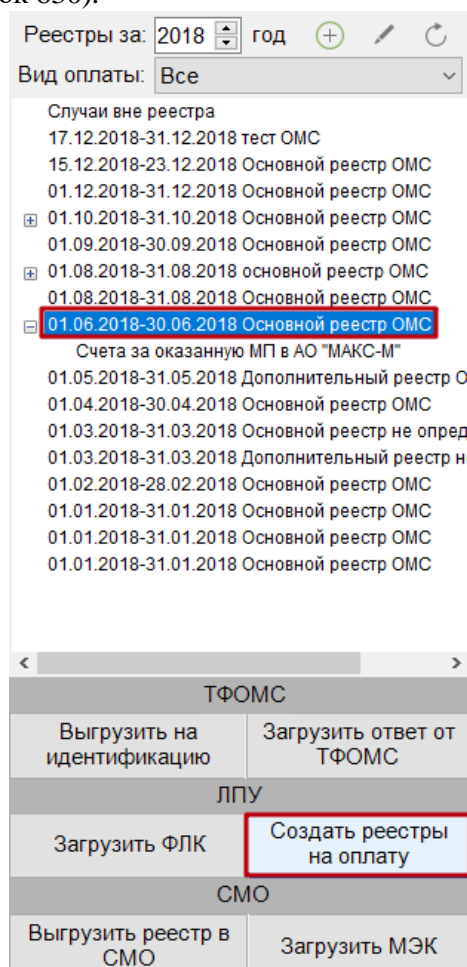 Реестры за: 2018 год
Вид оплаты: Все
Случаи вне реестра
17.12.2018-31.12.2018 тест ОМС
15.12.2018-23.12.2018 Основной реестр ОМС
01.12.2018-31.12.2018 Основной реестр ОМС
01.10.2018-31.10.2018 Основной реестр ОМС
01.09.2018-30.09.2018 Основной реестр ОМС
01.08.2018-31.08.2018 основной реестр ОМС
01.08.2018-31.08.2018 Основной реестр ОМС
01.06.2018-30.06.2018 Основной реестр ОМС
Счета за оказанную МП в АО "МАКС-М"
01.05.2018-31.05.2018 Дополнительный реестр О
01.04.2018-30.04.2018 Основной реестр ОМС
01.03.2018-31.03.2018 Основной реестр не опред
01.03.2018-31.03.2018 Дополнительный реестр н
01.02.2018-28.02.2018 Основной реестр ОМС
01.01.2018-31.01.2018 Основной реестр ОМС
01.01.2018-31.01.2018 Основной реестр ОМС
01.01.2018-31.01.2018 Основной реестр ОМС
ТФОМС
Выгрузить на идентификацию
Загрузить ответ от ТФОМС
ЛПУ
Загрузить ФЛК
Создать реестры на оплату
СМО
Выгрузить реестр в СМО
Загрузить МЭК